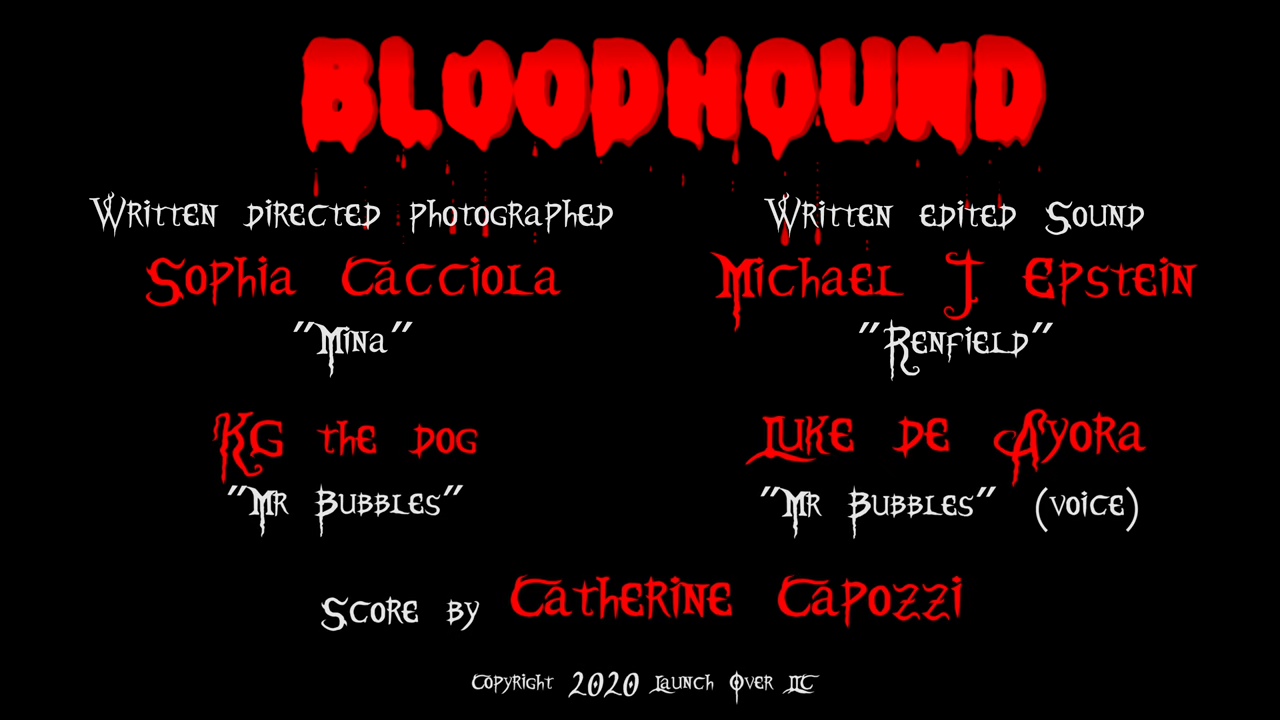 BLOODHOUND
Written directed photographed
Sophia Cacciola
"Mina"
Written edited Sound
Michael J Epstein
"Renfield"
KG the dog
"Mr Bubbles"
Luke de Ayora
"Mr Bubbles" (voice)
Score by Catherine Capozzi
Copyright 2020 Launch Over LLC